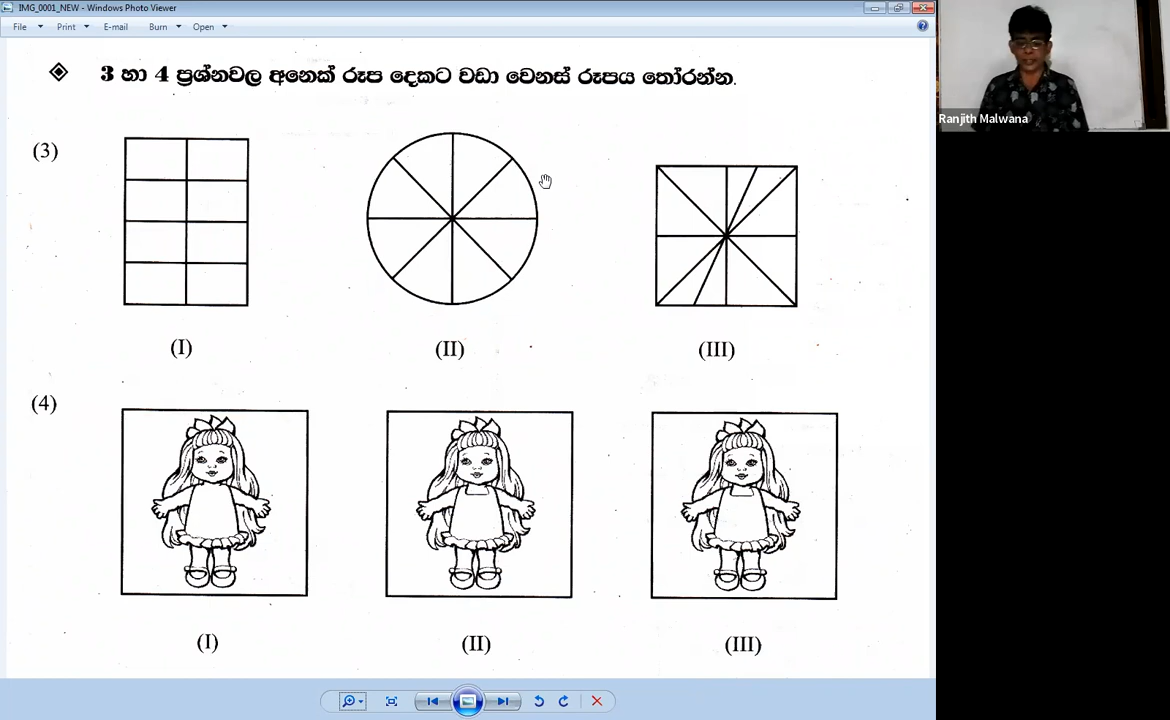 IMG_0001_NEW - Windows Photo Viewer
File Print E-mail Burn Open
3 හා 4 ප්‍රශ්නවල අනෙක් රූප දෙකට වඩා වෙනස් රූපය තෝරන්න.
Ranjith Malwana
(3)
(I) (II) (III)
(4)
(I) (II) (III)